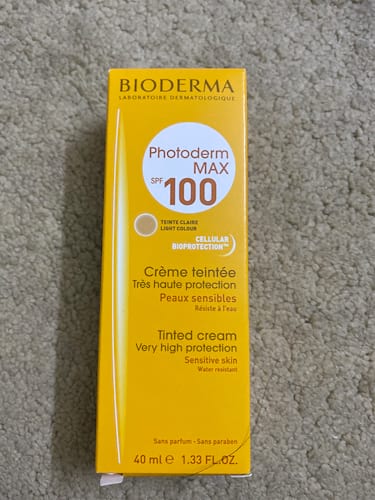 BIODERMA
LABORATOIRE DERMATOLOGIQUE
Photoderm
MAX
SPF 100
TEINTE CLAIRE
LIGHT COLOUR
CELLULAR
BIOPROTECTION™
Crème teintée
Très haute protection
Peaux sensibles
Résiste à l'eau
Tinted cream
Very high protection
Sensitive skin
Water resistant
Sans parfum - Sans paraben
40 ml e 1.33 FL.OZ.